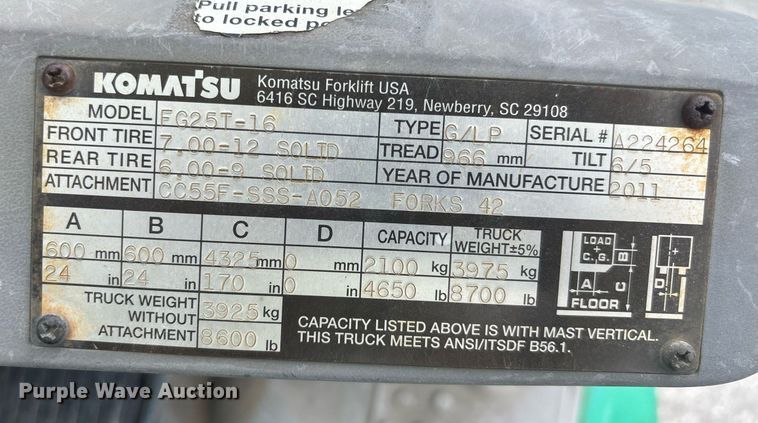 Pull parking le
to locked po
KOMATSU Komatsu Forklift USA
6416 SC Highway 219, Newberry, SC 29108
MODEL FG25T-16 TYPE G/LP SERIAL # A224264
FRONT TIRE 7.00-12 SOLID TREAD 966 mm TILT 6/5
REAR TIRE 6.00-9 SOLID YEAR OF MANUFACTURE 2011
ATTACHMENT CC55F-SSS-A052 FORKS 42
A B C D CAPACITY TRUCK WEIGHT±5%
600 mm 600 mm 4325 mm 0 mm 2100 kg 3975 kg
24 in 24 in 170 in 0 in 4650 lb 8700 lb
TRUCK WEIGHT WITHOUT ATTACHMENT 3925 kg
8600 lb
LOAD
C.G.
B
A
C
D
FLOOR
CAPACITY LISTED ABOVE IS WITH MAST VERTICAL.
THIS TRUCK MEETS ANSI/ITSDF B56.1.
Purple Wave Auction